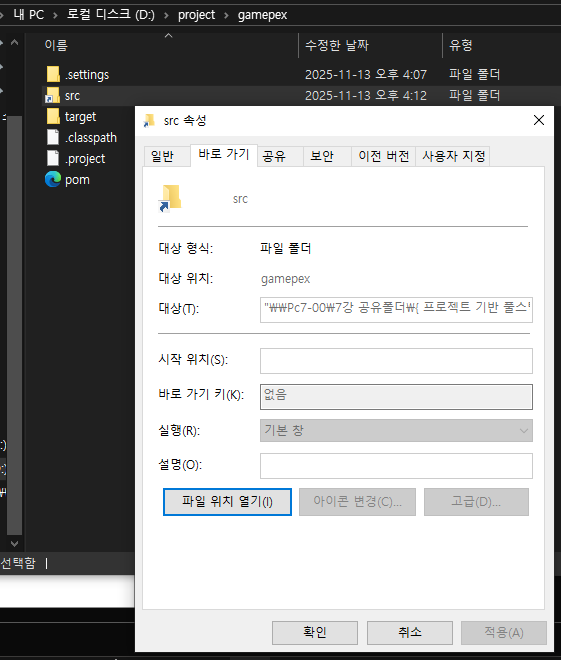 내 PC > 로컬 디스크 (D:) > project > gamepex
이름 수정한 날짜 유형
.settings 2025-11-13 오후 4:07 파일 폴더
src 2025-11-13 오후 4:12 파일 폴더
target
.classpath
.project
pom
src 속성
일반 바로 가기 공유 보안 이전 버전 사용자 지정
src
대상 형식: 파일 폴더
대상 위치: gamepex
대상(T): "₩₩Pc7-00₩7강 공유폴더₩{ 프로젝트 기반 풀스
시작 위치(S):
바로 가기 키(K): 없음
실행(R): 기본 창
설명(O):
파일 위치 열기(I) 아이콘 변경(C)... 고급(D)...
선택함
확인 취소 적용(A)